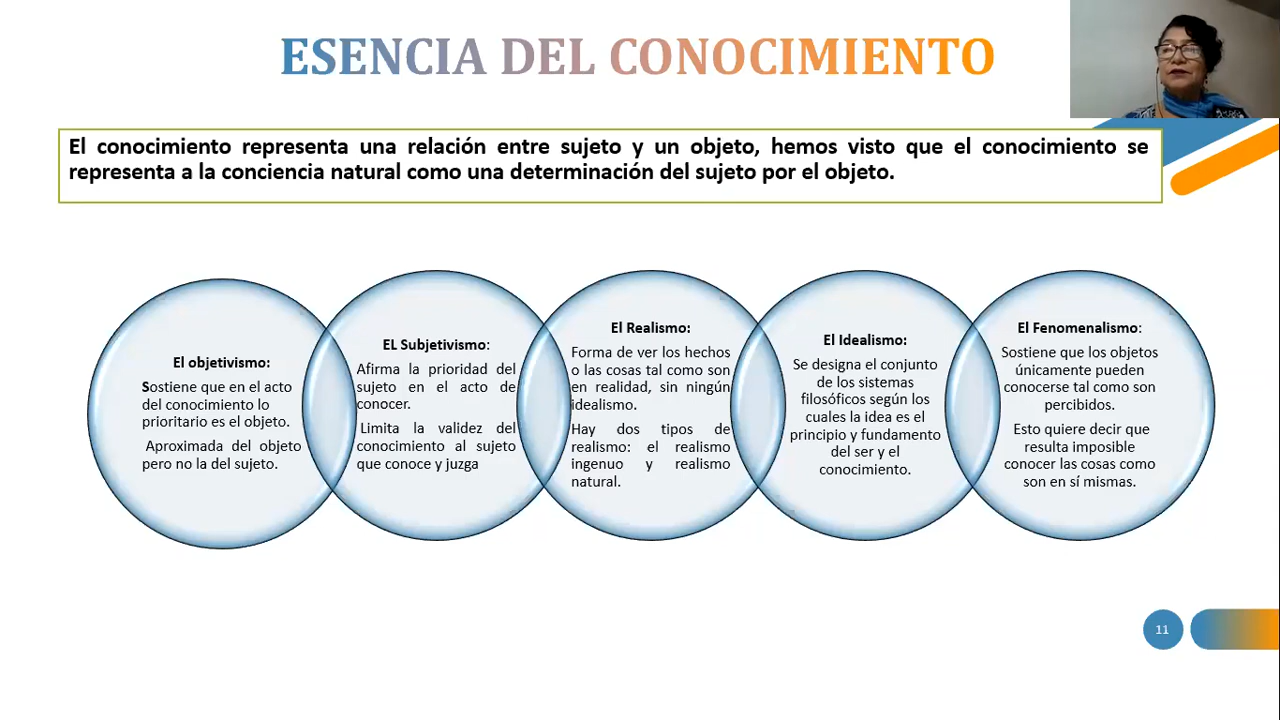 ESENCIA DEL CONOCIMIENTO
El conocimiento representa una relación entre sujeto y un objeto, hemos visto que el conocimiento se
representa a la conciencia natural como una determinación del sujeto por el objeto.
El objetivismo:
Sostiene que en el acto
del conocimiento lo
prioritario es el objeto.
Aproximada del objeto
pero no la del sujeto.
EL Subjetivismo:
Afirma la prioridad del
sujeto en el acto de
conocer.
Limita la validez del
conocimiento al sujeto
que conoce y juzga
El Realismo:
Forma de ver los hechos
o las cosas tal como son
en realidad, sin ningún
idealismo.
Hay dos tipos de
realismo: el realismo
ingenuo y realismo
natural.
El Idealismo:
Se designa el conjunto
de los sistemas
filosóficos según los
cuales la idea es el
principio y fundamento
del ser y el
conocimiento.
El Fenomenalismo:
Sostiene que los objetos
únicamente pueden
conocerse tal como son
percibidos.
Esto quiere decir que
resulta imposible
conocer las cosas como
son en sí mismas.
11